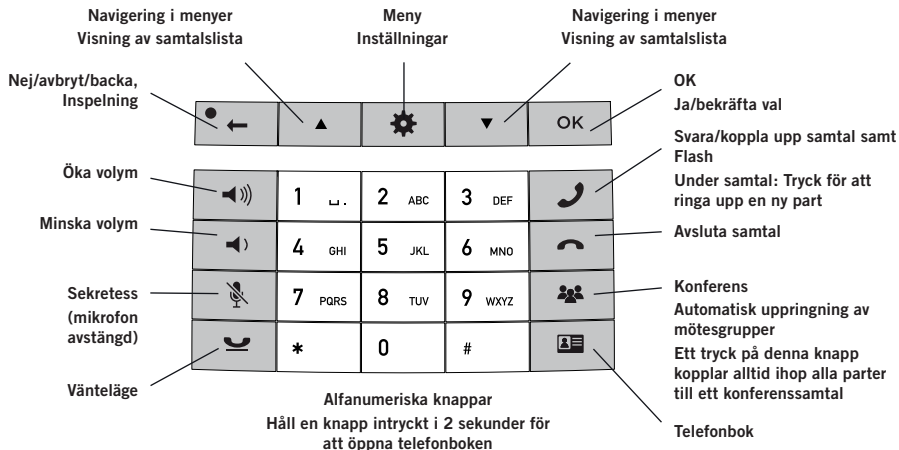 Navigering i menyer
Visning av samtalslista
Meny
Inställningar
Navigering i menyer
Visning av samtalslista
Nej/avbryt/backa,
Inspelning
OK
Ja/bekräfta val
OK
Svara/koppla upp samtal samt
Flash
Under samtal: Tryck för att
ringa upp en ny part
Öka volym
Minska volym
Avsluta samtal
Sekretess
(mikrofon
avstängd)
Vänteläge
1 ⎵ .
2 ABC
3 DEF
4 GHI
5 JKL
6 MNO
7 PQRS
8 TUV
9 WXYZ
*
0
#
Konferens
Automatisk uppringning av
mötesgrupper
Ett tryck på denna knapp
kopplar alltid ihop alla parter
till ett konferenssamtal
Telefonbok
Alfanumeriska knappar
Håll en knapp intryckt i 2 sekunder för
att öppna telefonboken